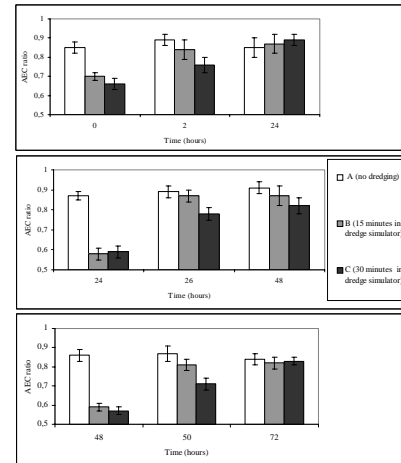 AEC ratio
1
0,9
0,8
0,7
0,6
0,5
0 2 24
Time (hours)
AEC ratio
1
0,9
0,8
0,7
0,6
0,5
24 26 48
Time (hours)
A (no dredging)
B (15 minutes in
dredge simulator)
C (30 minutes in
dredge simulator)
AEC ratio
1
0,9
0,8
0,7
0,6
0,5
48 50 72
Time (hours)